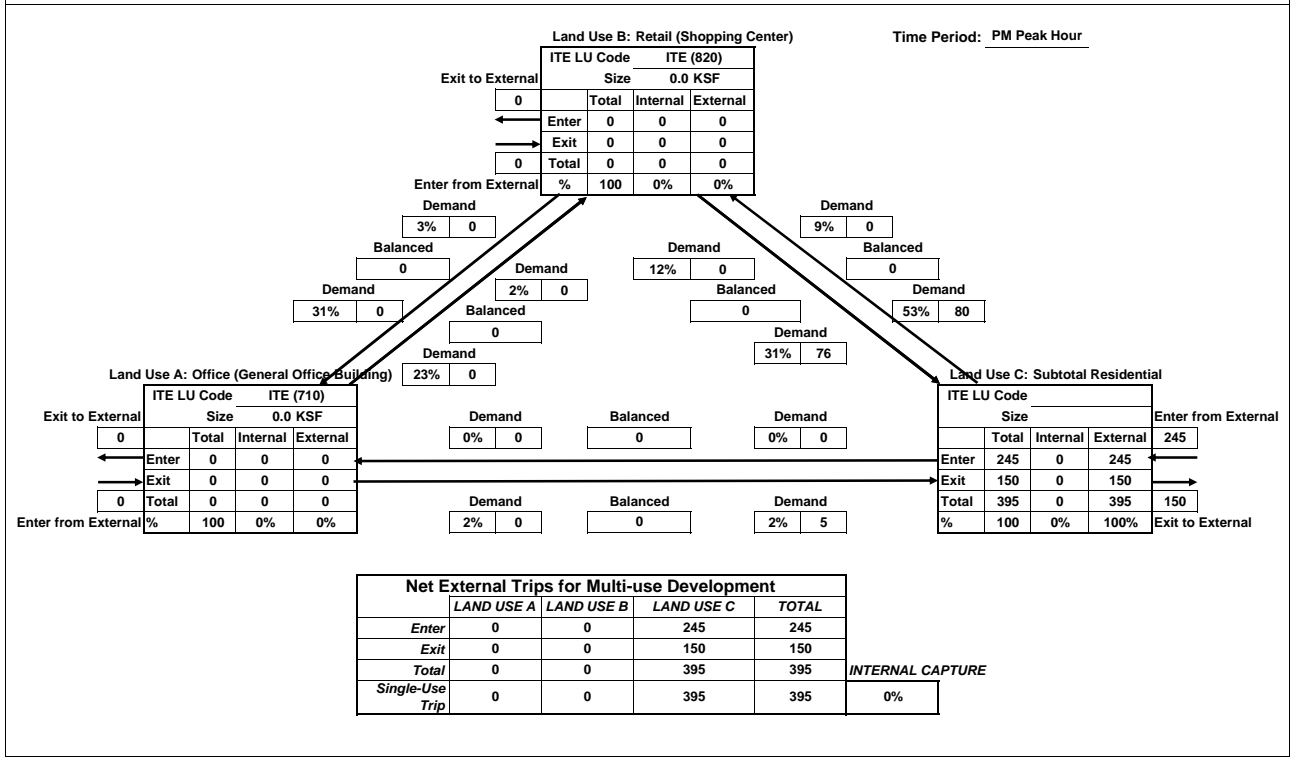 Land Use B: Retail (Shopping Center)
Time Period: PM Peak Hour
ITE LU Code ITE (820)
Exit to External Size 0.0 KSF
0 Total Internal External
Enter 0 0 0
Exit 0 0 0
0 Total 0 0 0
Enter from External % 100 0% 0%
Demand
3% 0
Balanced
0
Demand
31% 0
Demand
2% 0
Balanced
0
Demand
23% 0
Demand
12% 0
Balanced
0
Demand
31% 76
Demand
9% 0
Balanced
0
Demand
53% 80
Land Use A: Office (General Office Building)
ITE LU Code ITE (710)
Exit to External Size 0.0 KSF
0 Total Internal External
Enter 0 0 0
Exit 0 0 0
0 Total 0 0 0
Enter from External % 100 0% 0%
Demand Balanced Demand
0% 0 0 0% 0
Demand Balanced Demand
2% 0 0 2% 5
Land Use C: Subtotal Residential
ITE LU Code
Size Enter from External
Total Internal External 245
Enter 245 0 245
Exit 150 0 150
Total 395 0 395 150
% 100 0% 100% Exit to External
Net External Trips for Multi-use Development
LAND USE A LAND USE B LAND USE C TOTAL
Enter 0 0 245 245
Exit 0 0 150 150
Total 0 0 395 395 INTERNAL CAPTURE
Single-Use
Trip 0 0 395 395 0%